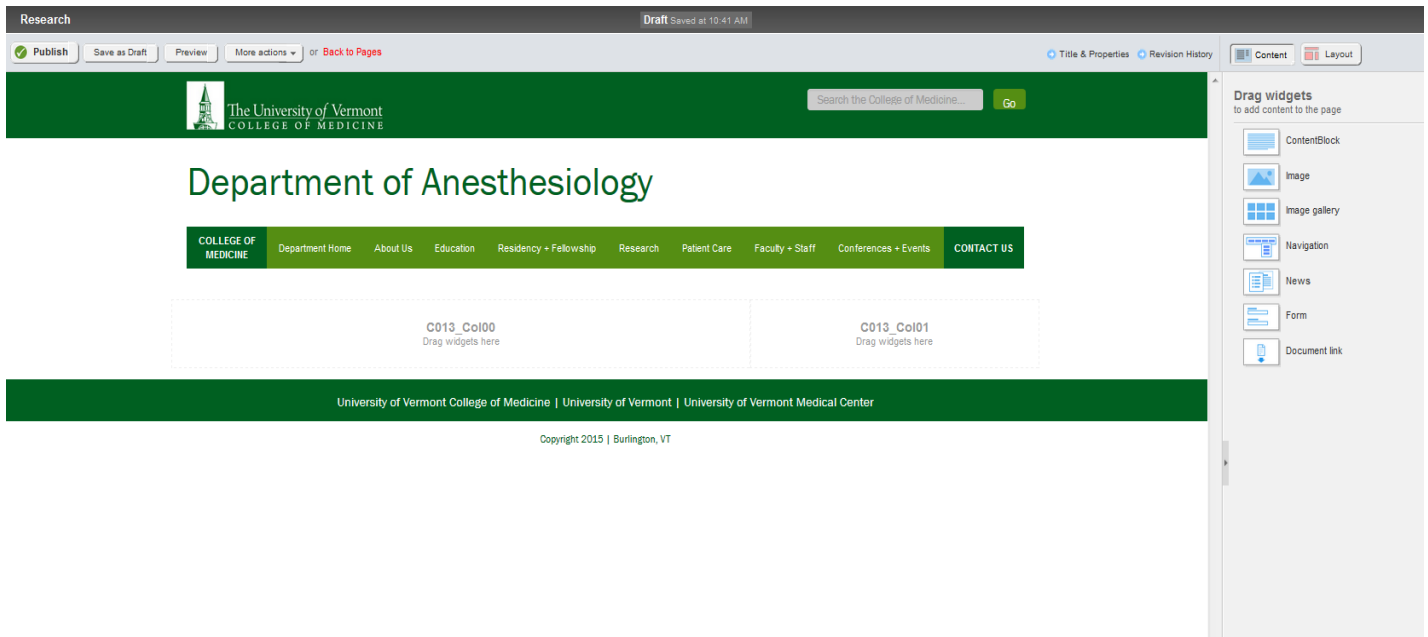 Research
Draft Saved at 10:41 AM
Publish Save as Draft Preview More actions or Back to Pages
Title & Properties Revision History
Content Layout
The University of Vermont
COLLEGE OF MEDICINE
Search the College of Medicine... Go
Department of Anesthesiology
COLLEGE OF
MEDICINE
Department Home About Us Education Residency + Fellowship Research Patient Care Faculty + Staff Conferences + Events CONTACT US
C013_Col00
Drag widgets here
C013_Col01
Drag widgets here
University of Vermont College of Medicine | University of Vermont | University of Vermont Medical Center
Copyright 2015 | Burlington, VT
Drag widgets
to add content to the page
ContentBlock
Image
Image gallery
Navigation
News
Form
Document link